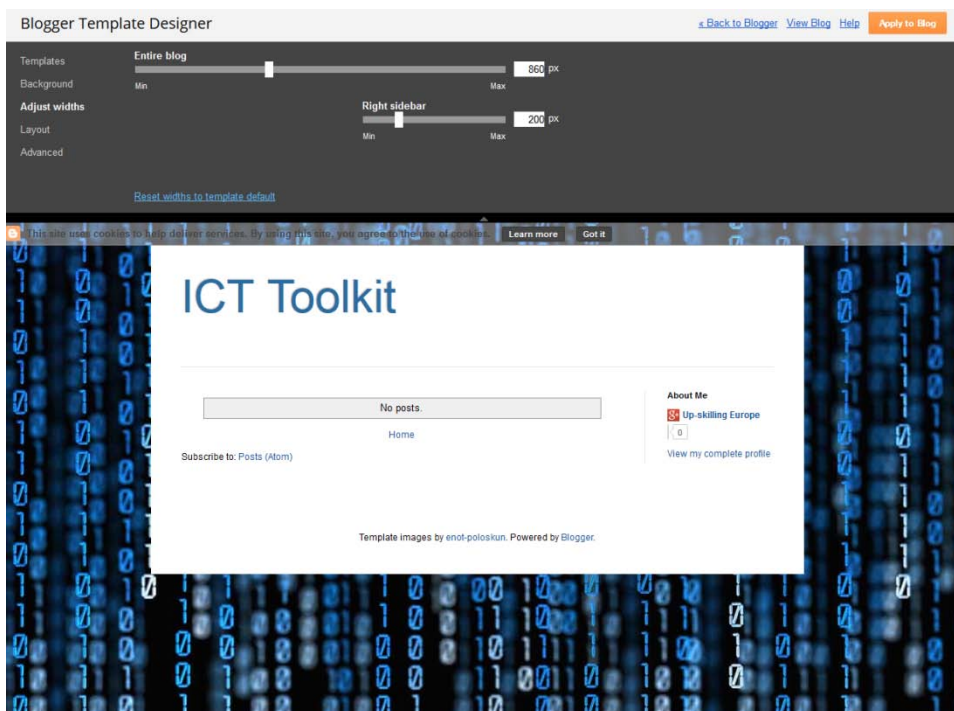 Blogger Template Designer
« Back to Blogger View Blog Help Apply to Blog
Templates
Background
Adjust widths
Layout
Advanced
Entire blog
860 px
Min Max
Right sidebar
200 px
Min Max
Reset widths to template default
This site uses cookies to help deliver services. By using this site, you agree to the use of cookies. Learn more Got it
ICT Toolkit
No posts.
Home
Subscribe to: Posts (Atom)
About Me
Up-skilling Europe
0
View my complete profile
Template images by enot-poloskun. Powered by Blogger.